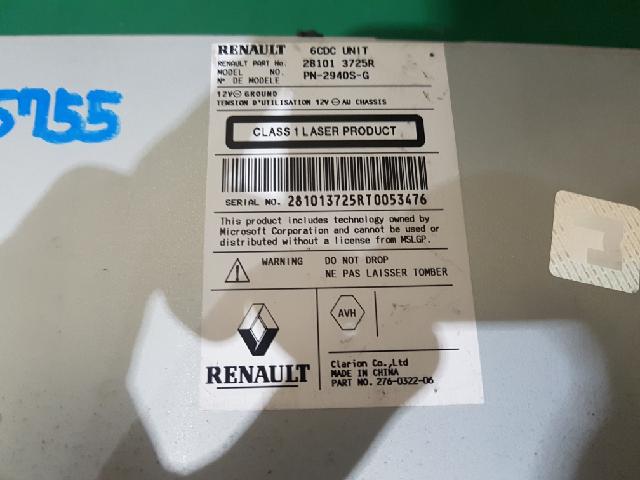 5755
RENAULT 6CDC UNIT
RENAULT PART No. 28101 3725R
MODEL NO. PN-2940S-G
N° DE MODELE
12V⊖GROUND
TENSION D'UTILISATION 12V⊖AU CHASSIS
CLASS 1 LASER PRODUCT
SERIAL NO. 281013725RT0053476
This product includes technology owned by
Microsoft Corporation and cannot be used or
distributed without a license from MSLGP.
WARNING DO NOT DROP
NE PAS LAISSER TOMBER
AVH
RENAULT
Clarion Co.,Ltd
MADE IN CHINA
PART NO. 276-0322-06